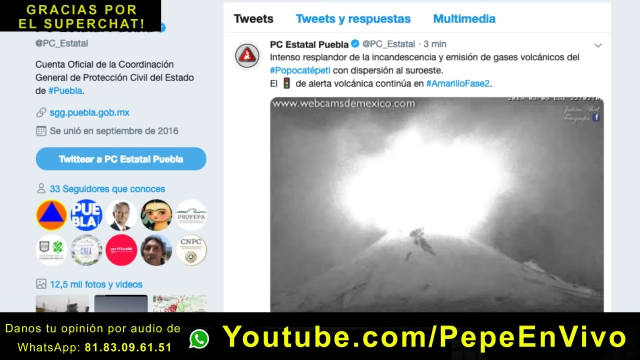 GRACIAS POR
EL SUPERCHAT!
@PC_Estatal
Cuenta Oficial de la Coordinación
General de Protección Civil del Estado
de #Puebla.
sgg.puebla.gob.mx
Se unió en septiembre de 2016
Twittear a PC Estatal Puebla
33 Seguidores que conoces
PUE
BLA!
PROFEPA
CNPC
12,5 mil fotos y videos
Tweets
Tweets y respuestas
Multimedia
PC Estatal Puebla @PC_Estatal · 3 min
Intenso resplandor de la incandescencia y emisión de gases volcánicos del
#Popocatépetl con dispersión al suroeste.
El 🚦 de alerta volcánica continúa en #AmarilloFase2.
www.webcamsdemexico.com
Danos tu opinión por audio de
WhatsApp: 81.83.09.61.51
Youtube.com/PepeEnVivo